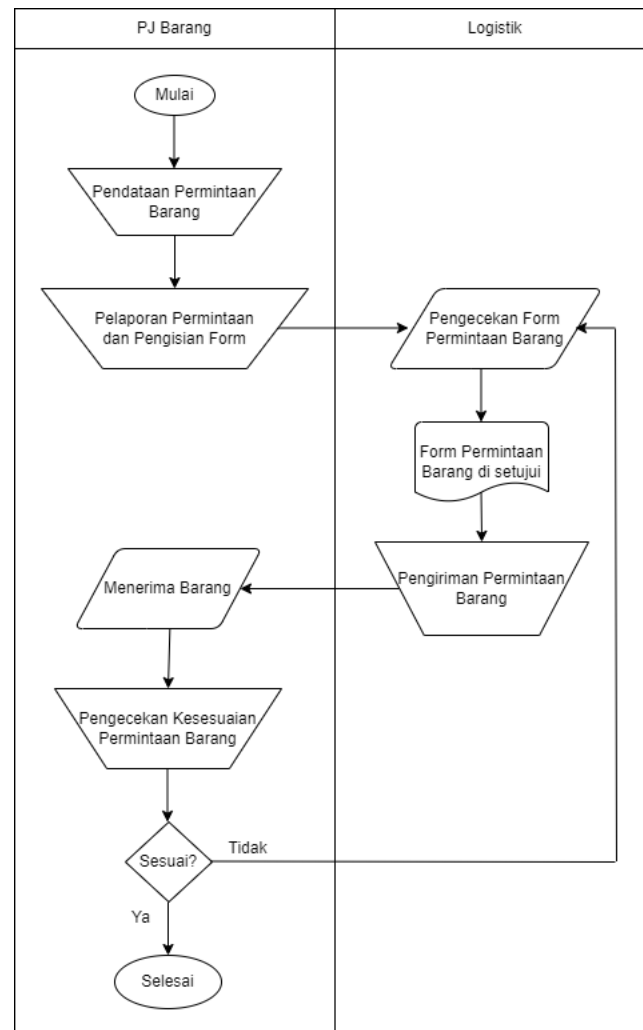 PJ Barang
Logistik
Mulai
Pendataan Permintaan
Barang
Pelaporan Permintaan
dan Pengisian Form
Pengecekan Form
Permintaan Barang
Form Permintaan
Barang di setujui
Pengiriman Permintaan
Barang
Menerima Barang
Pengecekan Kesesuaian
Permintaan Barang
Sesuai?
Tidak
Ya
Selesai